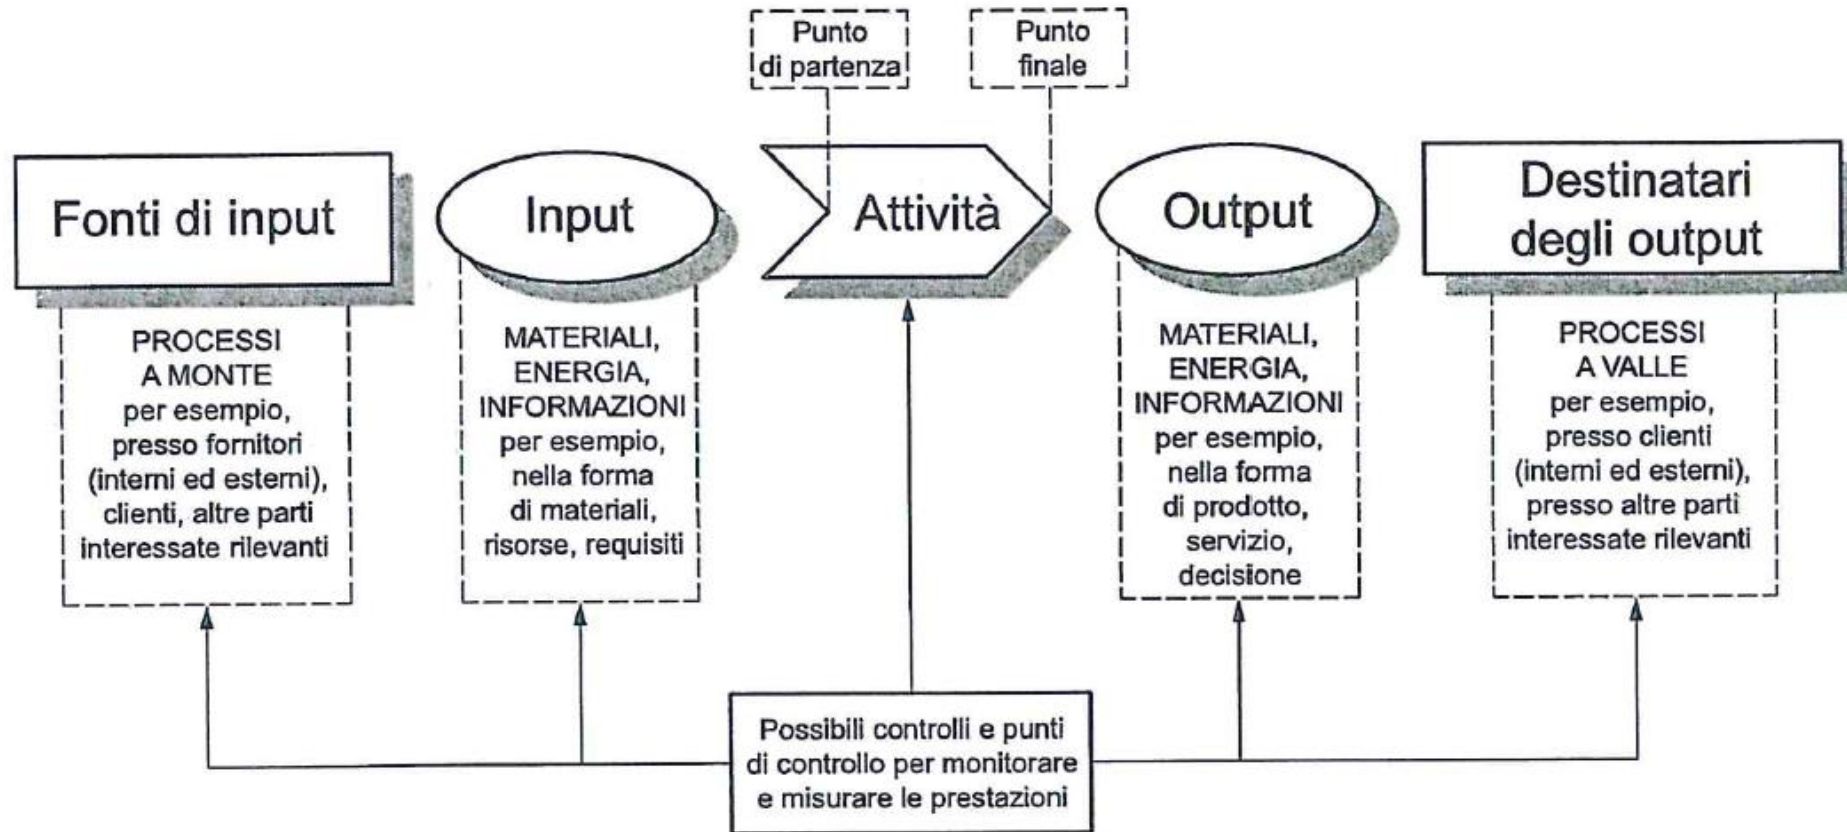 Punto
di partenza
Punto
finale
Fonti di input
Input
Attività
Output
Destinatari
degli output
PROCESSI
A MONTE
per esempio,
presso fornitori
(interni ed esterni),
clienti, altre parti
interessate rilevanti
MATERIALI,
ENERGIA,
INFORMAZIONI
per esempio,
nella forma
di materiali,
risorse, requisiti
MATERIALI,
ENERGIA,
INFORMAZIONI
per esempio,
nella forma
di prodotto,
servizio,
decisione
PROCESSI
A VALLE
per esempio,
presso clienti
(interni ed esterni),
presso altre parti
interessate rilevanti
Possibili controlli e punti
di controllo per monitorare
e misurare le prestazioni